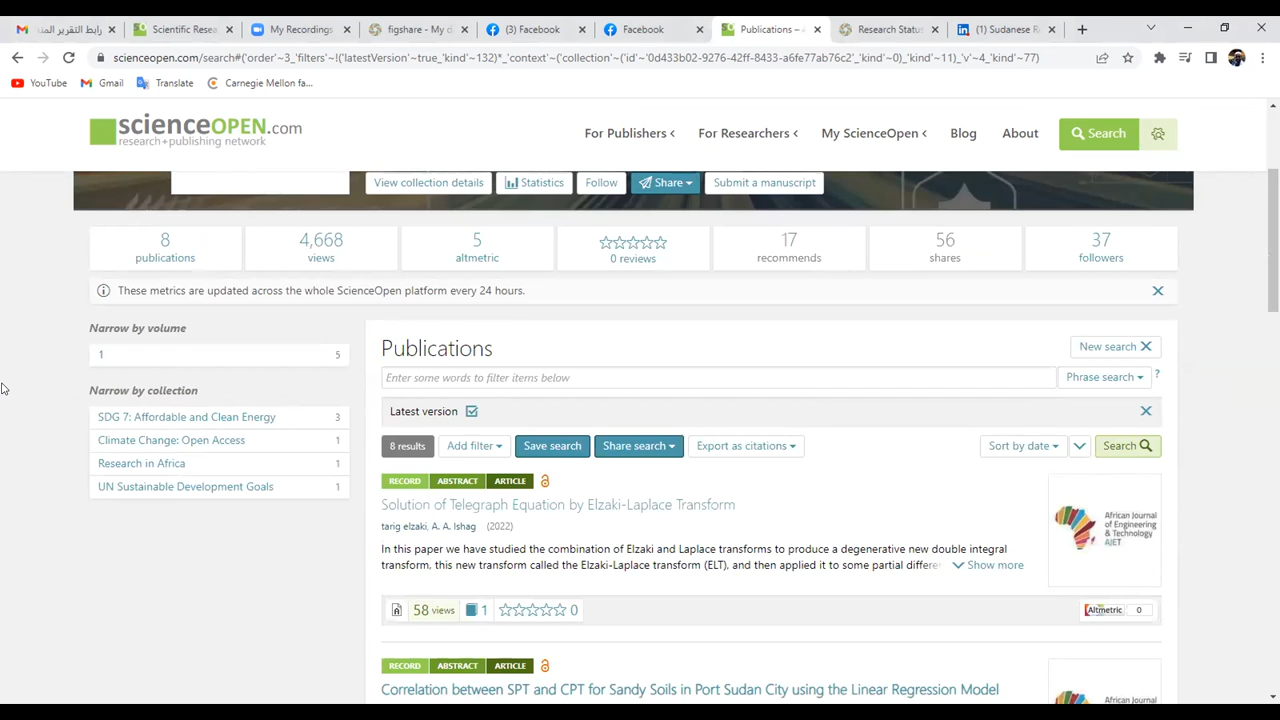 رابط التقرير المن
Scientific Resea
My Recordings
figshare - My d
(3) Facebook
Facebook
Publications –
Research Status
(1) Sudanese R
scienceopen.com/search#('order'~3_'filters'~!('latestVersion'~true_'kind'~132)*_'context'~('collection'~('id'~'0d433b02-9276-42ff-8433-a6fe77ab76c2'_'kind'~0)_'kind'~11)_'v'~4_'kind'~77)
YouTube
Gmail
Translate
Carnegie Mellon fa...
scienceOPEN.com
research+publishing network
For Publishers
For Researchers
My ScienceOpen
Blog
About
Search
View collection details
Statistics
Follow
Share
Submit a manuscript
8
publications
4,668
views
5
altmetric
0 reviews
17
recommends
56
shares
37
followers
These metrics are updated across the whole ScienceOpen platform every 24 hours.
Narrow by volume
1 5
Narrow by collection
SDG 7: Affordable and Clean Energy 3
Climate Change: Open Access 1
Research in Africa 1
UN Sustainable Development Goals 1
Publications
New search
Enter some words to filter items below
Phrase search
?
Latest version
8 results
Add filter
Save search
Share search
Export as citations
Sort by date
Search
RECORD ABSTRACT ARTICLE
Solution of Telegraph Equation by Elzaki-Laplace Transform
tarig elzaki, A. A. Ishag (2022)
In this paper we have studied the combination of Elzaki and Laplace transforms to produce a degenerative new double integral
transform, this new transform called the Elzaki-Laplace transform (ELT), and then applied it to some partial differe
Show more
African Journal
of Engineering
& Technology
AJET
58 views
1
0
Altmetric 0
RECORD ABSTRACT ARTICLE
Correlation between SPT and CPT for Sandy Soils in Port Sudan City using the Linear Regression Model